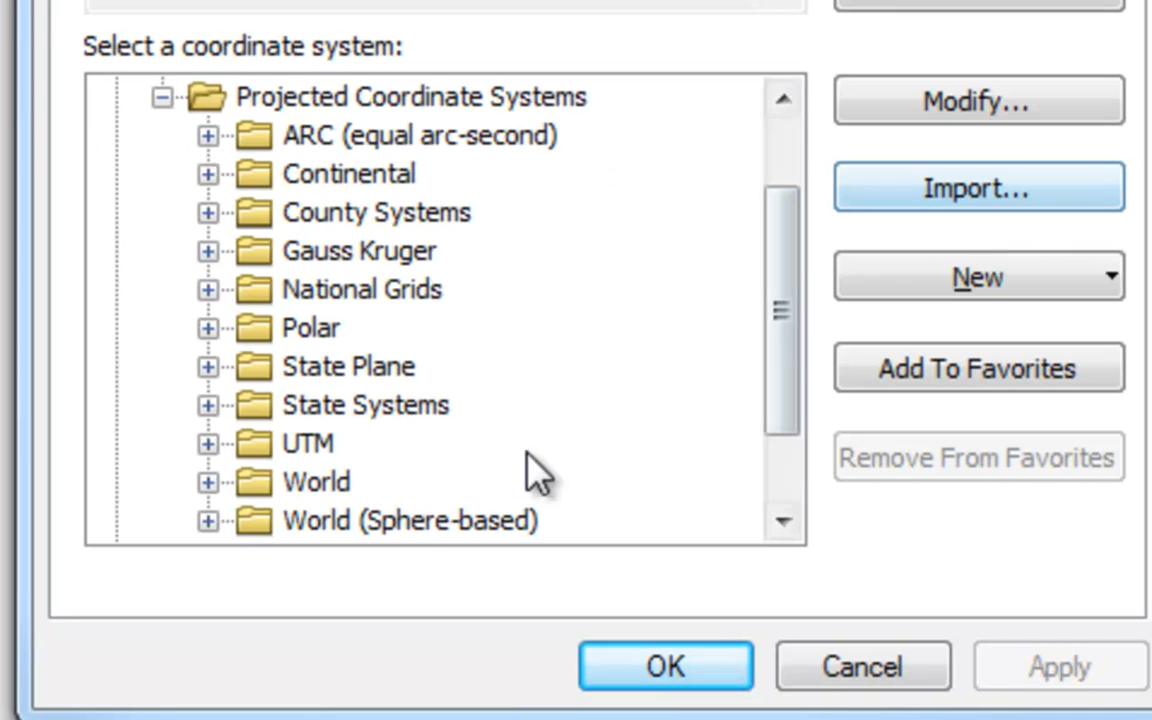 Select a coordinate system:
Projected Coordinate Systems
ARC (equal arc-second)
Continental
County Systems
Gauss Kruger
National Grids
Polar
State Plane
State Systems
UTM
World
World (Sphere-based)
Modify...
Import...
New
Add To Favorites
Remove From Favorites
OK
Cancel
Apply